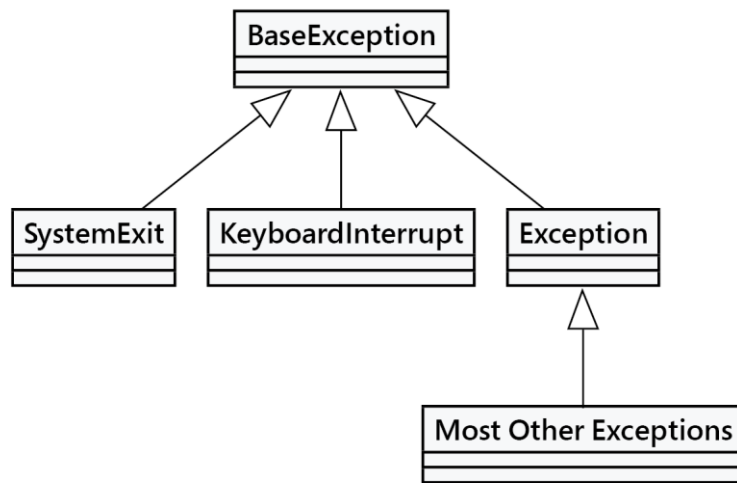 BaseException
SystemExit
KeyboardInterrupt
Exception
Most Other Exceptions